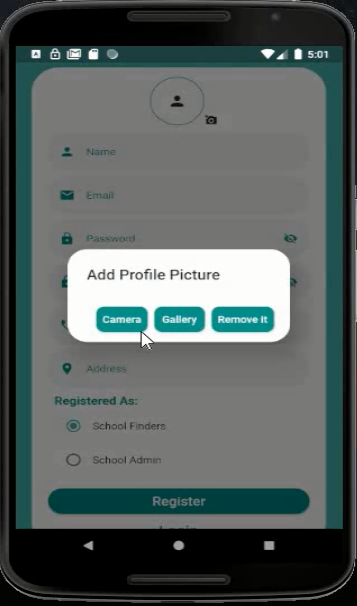 5:01
Name
Email
Password
Add Profile Picture
Camera Gallery Remove It
Address
Registered As:
School Finders
School Admin
Register